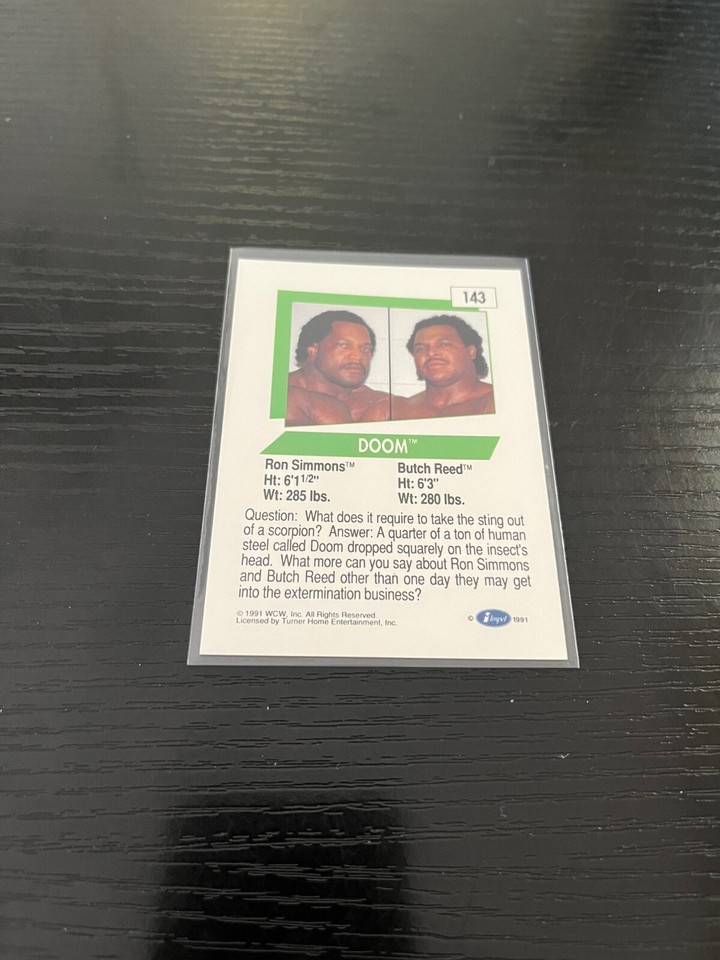 143
DOOM™
Ron Simmons™ Butch Reed™
Ht: 6'1 1/2" Ht: 6'3"
Wt: 285 lbs. Wt: 280 lbs.
Question: What does it require to take the sting out
of a scorpion? Answer: A quarter of a ton of human
steel called Doom dropped squarely on the insect's
head. What more can you say about Ron Simmons
and Butch Reed other than one day they may get
into the extermination business?
© 1991 WCW, Inc. All Rights Reserved.
Licensed by Turner Home Entertainment, Inc.
© impel 1991